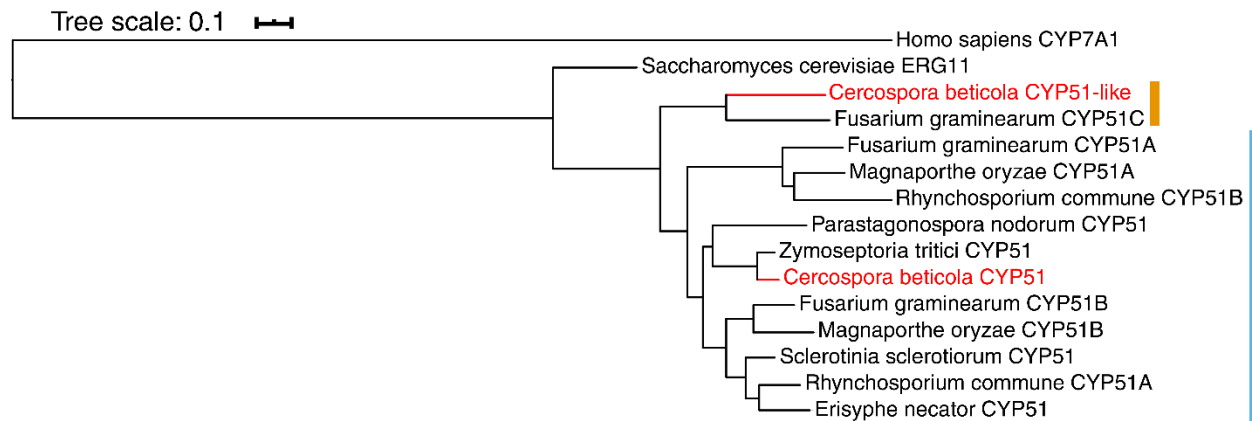 Tree scale: 0.1
Homo sapiens CYP7A1
Saccharomyces cerevisiae ERG11
Cercospora beticola CYP51-like
Fusarium graminearum CYP51C
Fusarium graminearum CYP51A
Magnaporthe oryzae CYP51A
Rhynchosporium commune CYP51B
Parastagonospora nodorum CYP51
Zymoseptoria tritici CYP51
Cercospora beticola CYP51
Fusarium graminearum CYP51B
Magnaporthe oryzae CYP51B
Sclerotinia sclerotiorum CYP51
Rhynchosporium commune CYP51A
Erisyphe necator CYP51